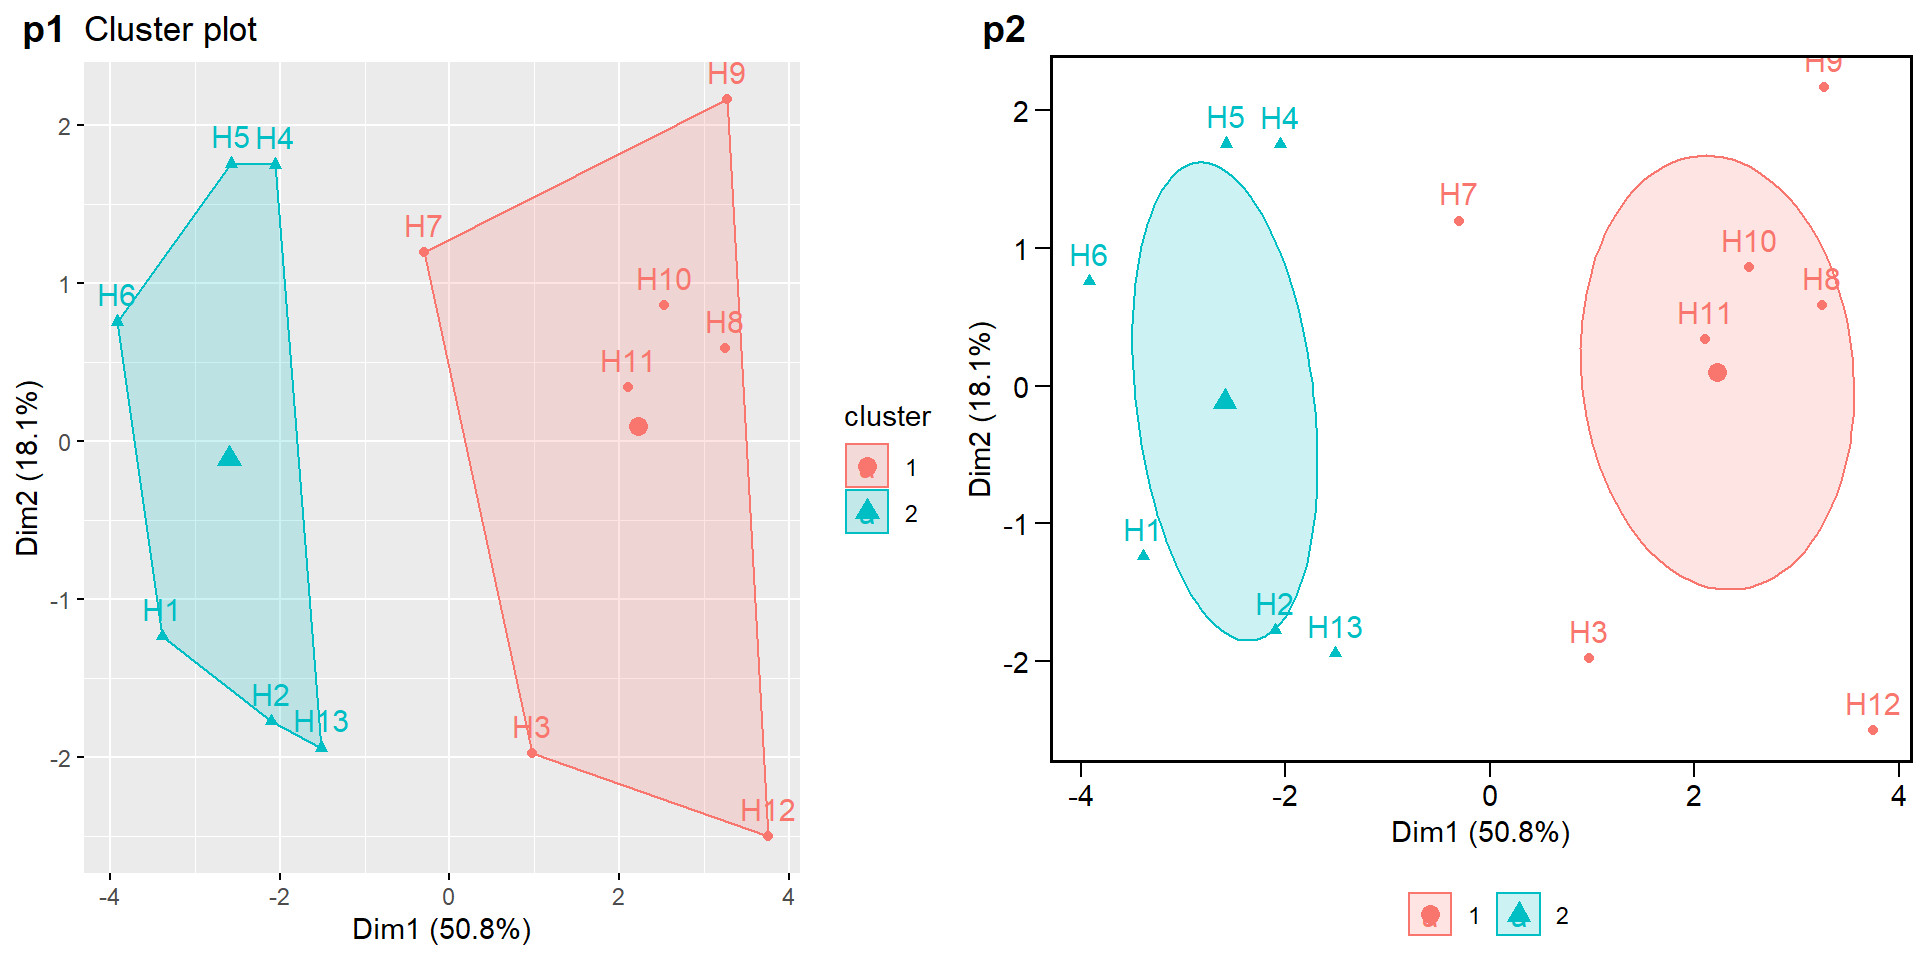 p1 Cluster plot
H9
H5 H4
H7
H10
H6
H8
H11
H1
H2
H13
H3
H12
2
1
0
-1
-2
-4
-2
0
2
4
Dim2 (18.1%)
Dim1 (50.8%)
cluster
a 1
a 2
p2
H9
H5 H4
H7
H10
H6
H8
H11
H1
H2
H13
H3
H12
2
1
0
-1
-2
-4
-2
0
2
4
Dim2 (18.1%)
Dim1 (50.8%)
a 1 a 2